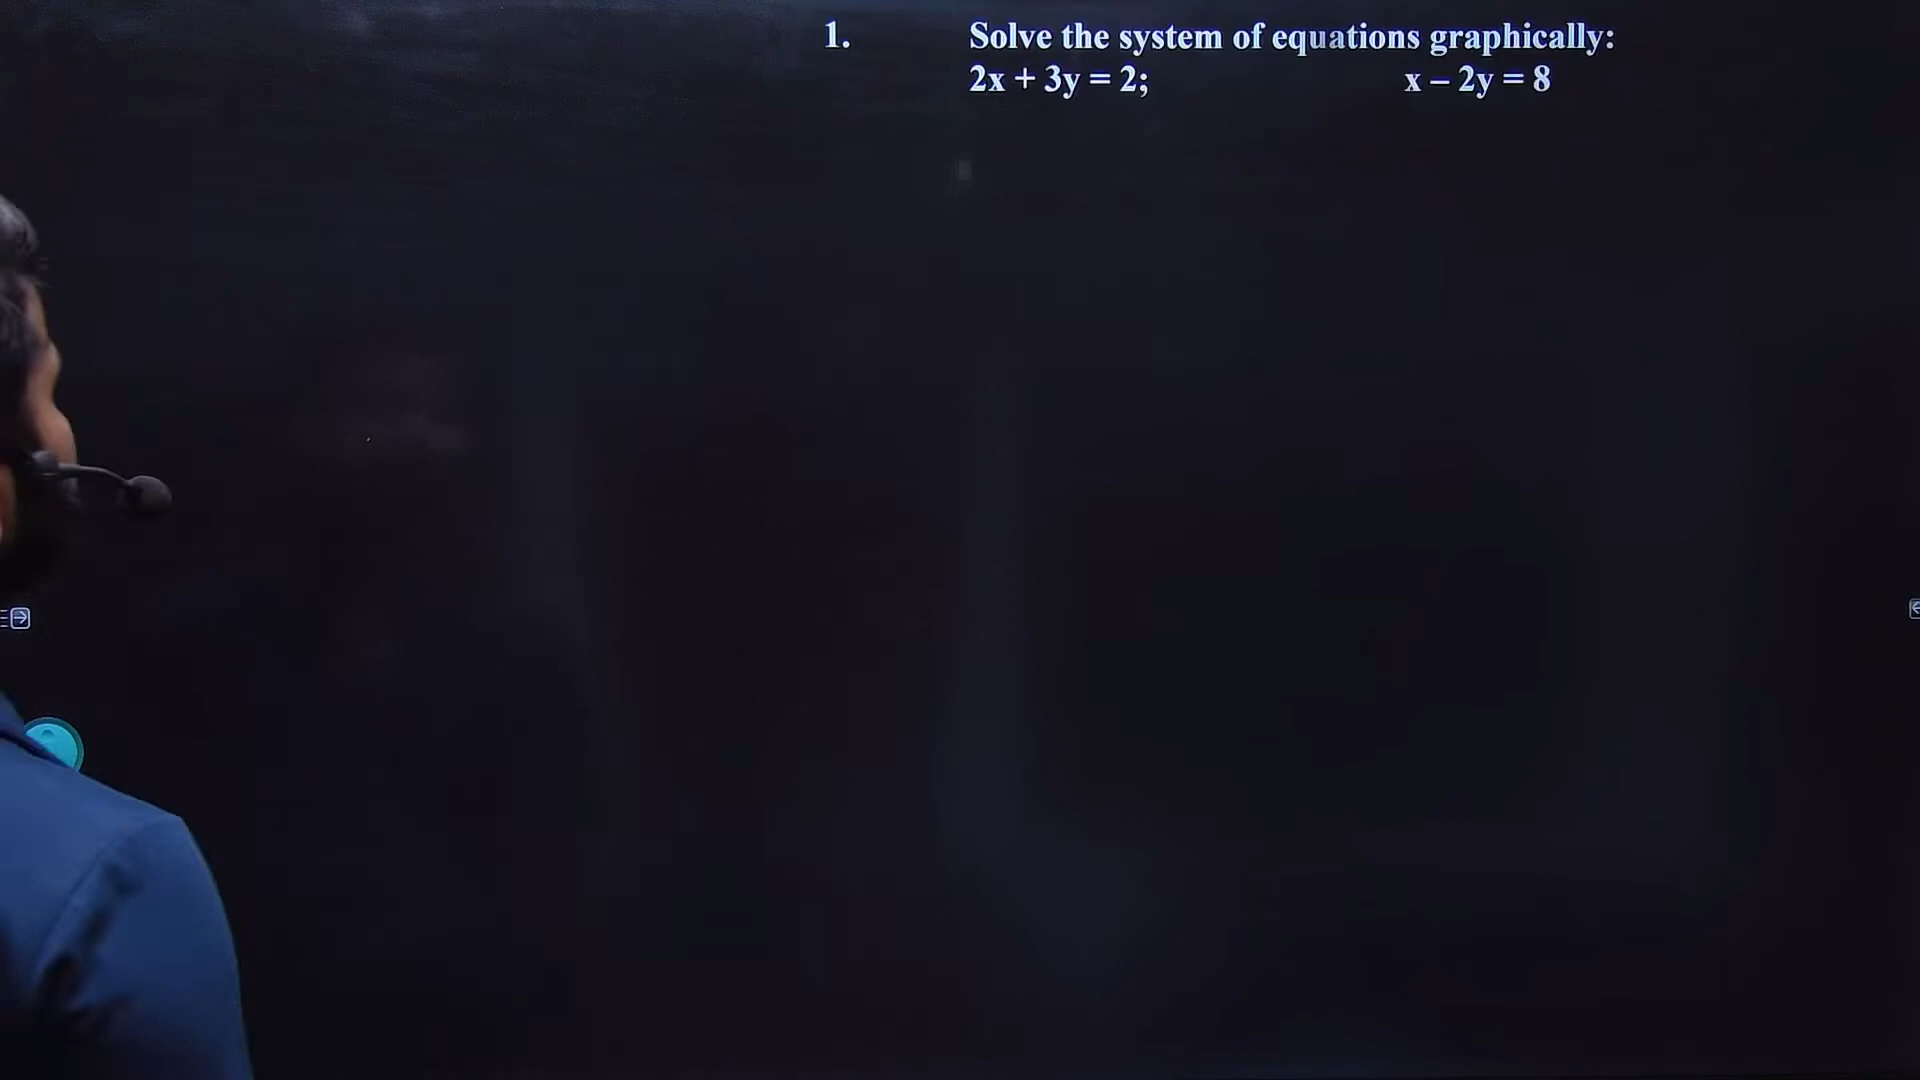 1. Solve the system of equations graphically:
2x + 3y = 2; x – 2y = 8